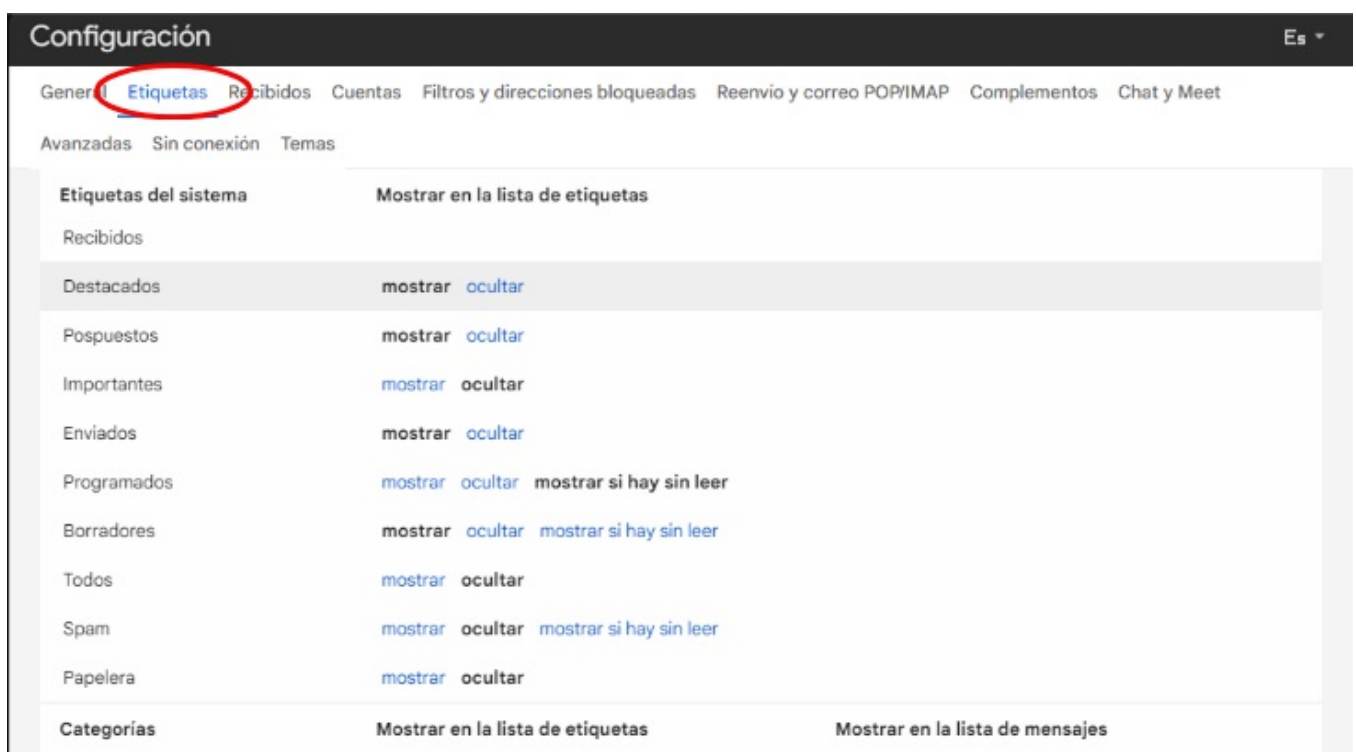 Configuración Es
General Etiquetas Recibidos Cuentas Filtros y direcciones bloqueadas Reenvío y correo POP/IMAP Complementos Chat y Meet
Avanzadas Sin conexión Temas
Etiquetas del sistema Mostrar en la lista de etiquetas
Recibidos
Destacados mostrar ocultar
Pospuestos mostrar ocultar
Importantes mostrar ocultar
Enviados mostrar ocultar
Programados mostrar ocultar mostrar si hay sin leer
Borradores mostrar ocultar mostrar si hay sin leer
Todos mostrar ocultar
Spam mostrar ocultar mostrar si hay sin leer
Papelera mostrar ocultar
Categorías Mostrar en la lista de etiquetas Mostrar en la lista de mensajes